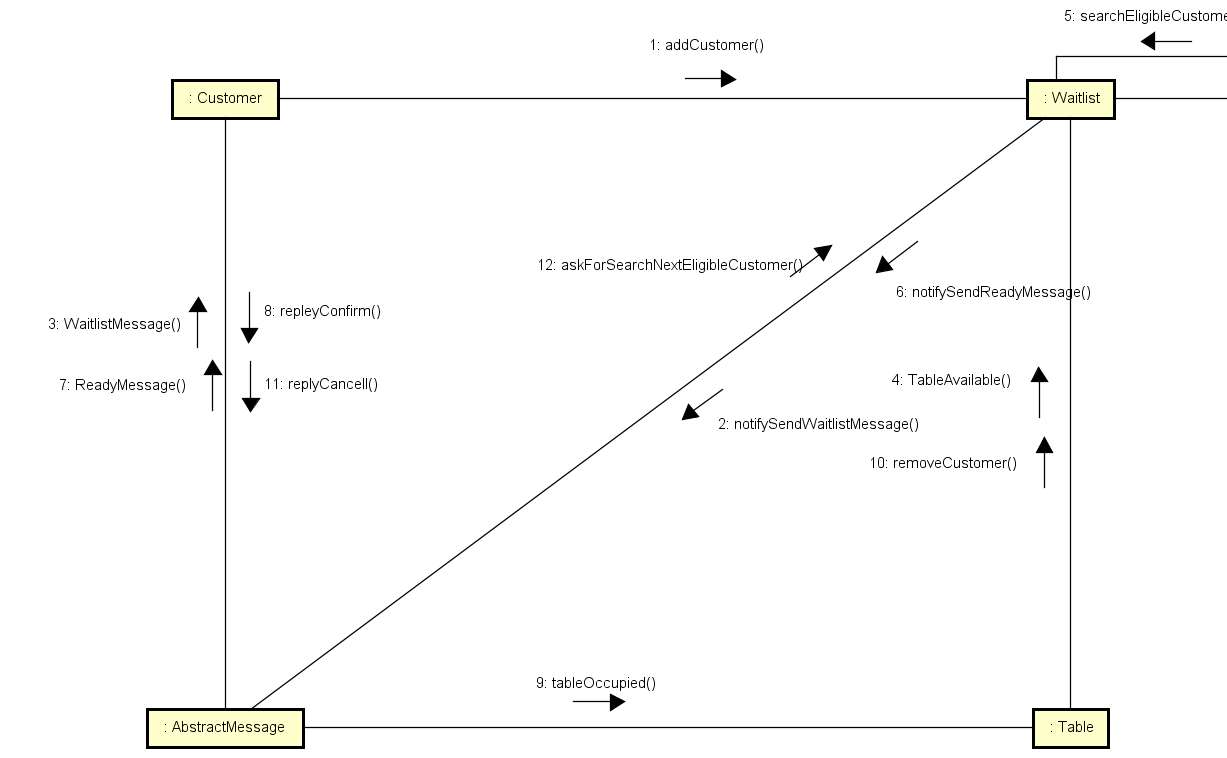 5: searchEligibleCustome
1: addCustomer()
: Customer
: Waitlist
12: askForSearchNextEligibleCustomer()
6: notifySendReadyMessage()
8: repleyConfirm()
3: WaitlistMessage()
4: TableAvailable()
7: ReadyMessage()
11: replyCancell()
2: notifySendWaitlistMessage()
10: removeCustomer()
9: tableOccupied()
: AbstractMessage
: Table